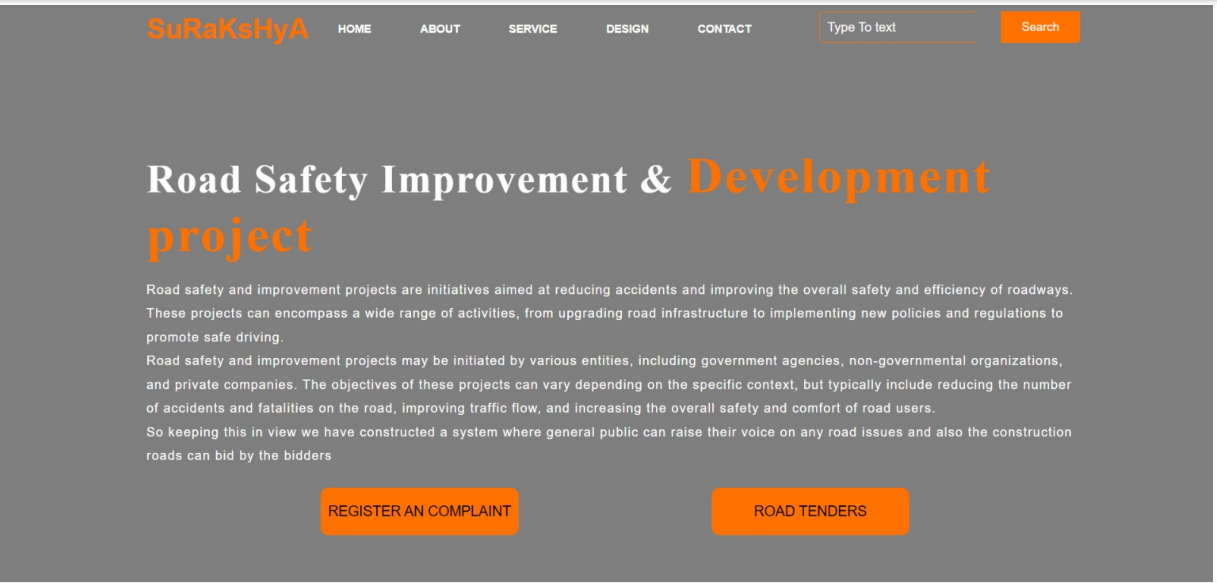 SuRaKsHyA HOME ABOUT SERVICE DESIGN CONTACT Type To text Search
Road Safety Improvement & Development
project
Road safety and improvement projects are initiatives aimed at reducing accidents and improving the overall safety and efficiency of roadways.
These projects can encompass a wide range of activities, from upgrading road infrastructure to implementing new policies and regulations to
promote safe driving.
Road safety and improvement projects may be initiated by various entities, including government agencies, non-governmental organizations,
and private companies. The objectives of these projects can vary depending on the specific context, but typically include reducing the number
of accidents and fatalities on the road, improving traffic flow, and increasing the overall safety and comfort of road users.
So keeping this in view we have constructed a system where general public can raise their voice on any road issues and also the construction
roads can bid by the bidders
REGISTER AN COMPLAINT ROAD TENDERS